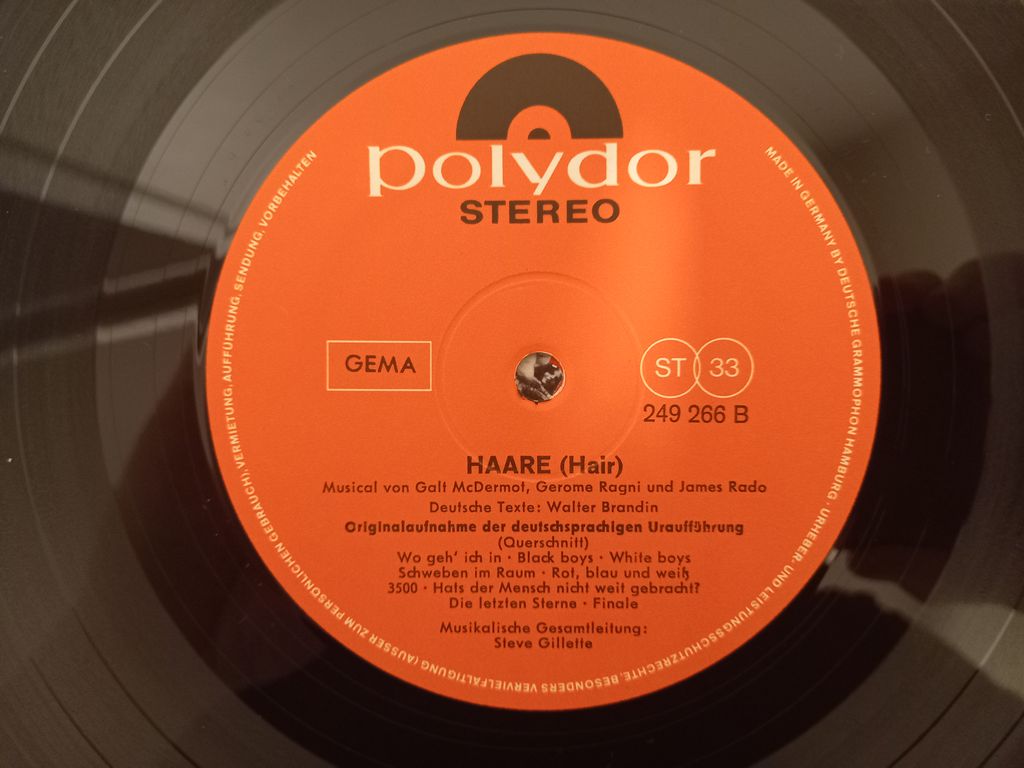 polydor
STEREO
GEMA
ST 33
249 266 B
HAARE (Hair)
Musical von Galt McDermot, Gerome Ragni und James Rado
Deutsche Texte: Walter Brandin
Originalaufnahme der deutschsprachigen Uraufführung
(Querschnitt)
Wo geh' ich in · Black boys · White boys
Schweben im Raum · Rot, blau und weiß
3500 · Hats der Mensch nicht weit gebracht?
Die letzten Sterne · Finale
Musikalische Gesamtleitung:
Steve Gillette
MADE IN GERMANY BY DEUTSCHE GRAMMOPHON HAMBURG · URHEBER- UND LEISTUNGSSCHUTZRECHTE, BESONDERS VERVIELFÄLTIGUNG (AUSSER ZUM PERSÖNLICHEN GEBRAUCH), VERMIETUNG, AUFFÜHRUNG, SENDUNG, VORBEHALTEN